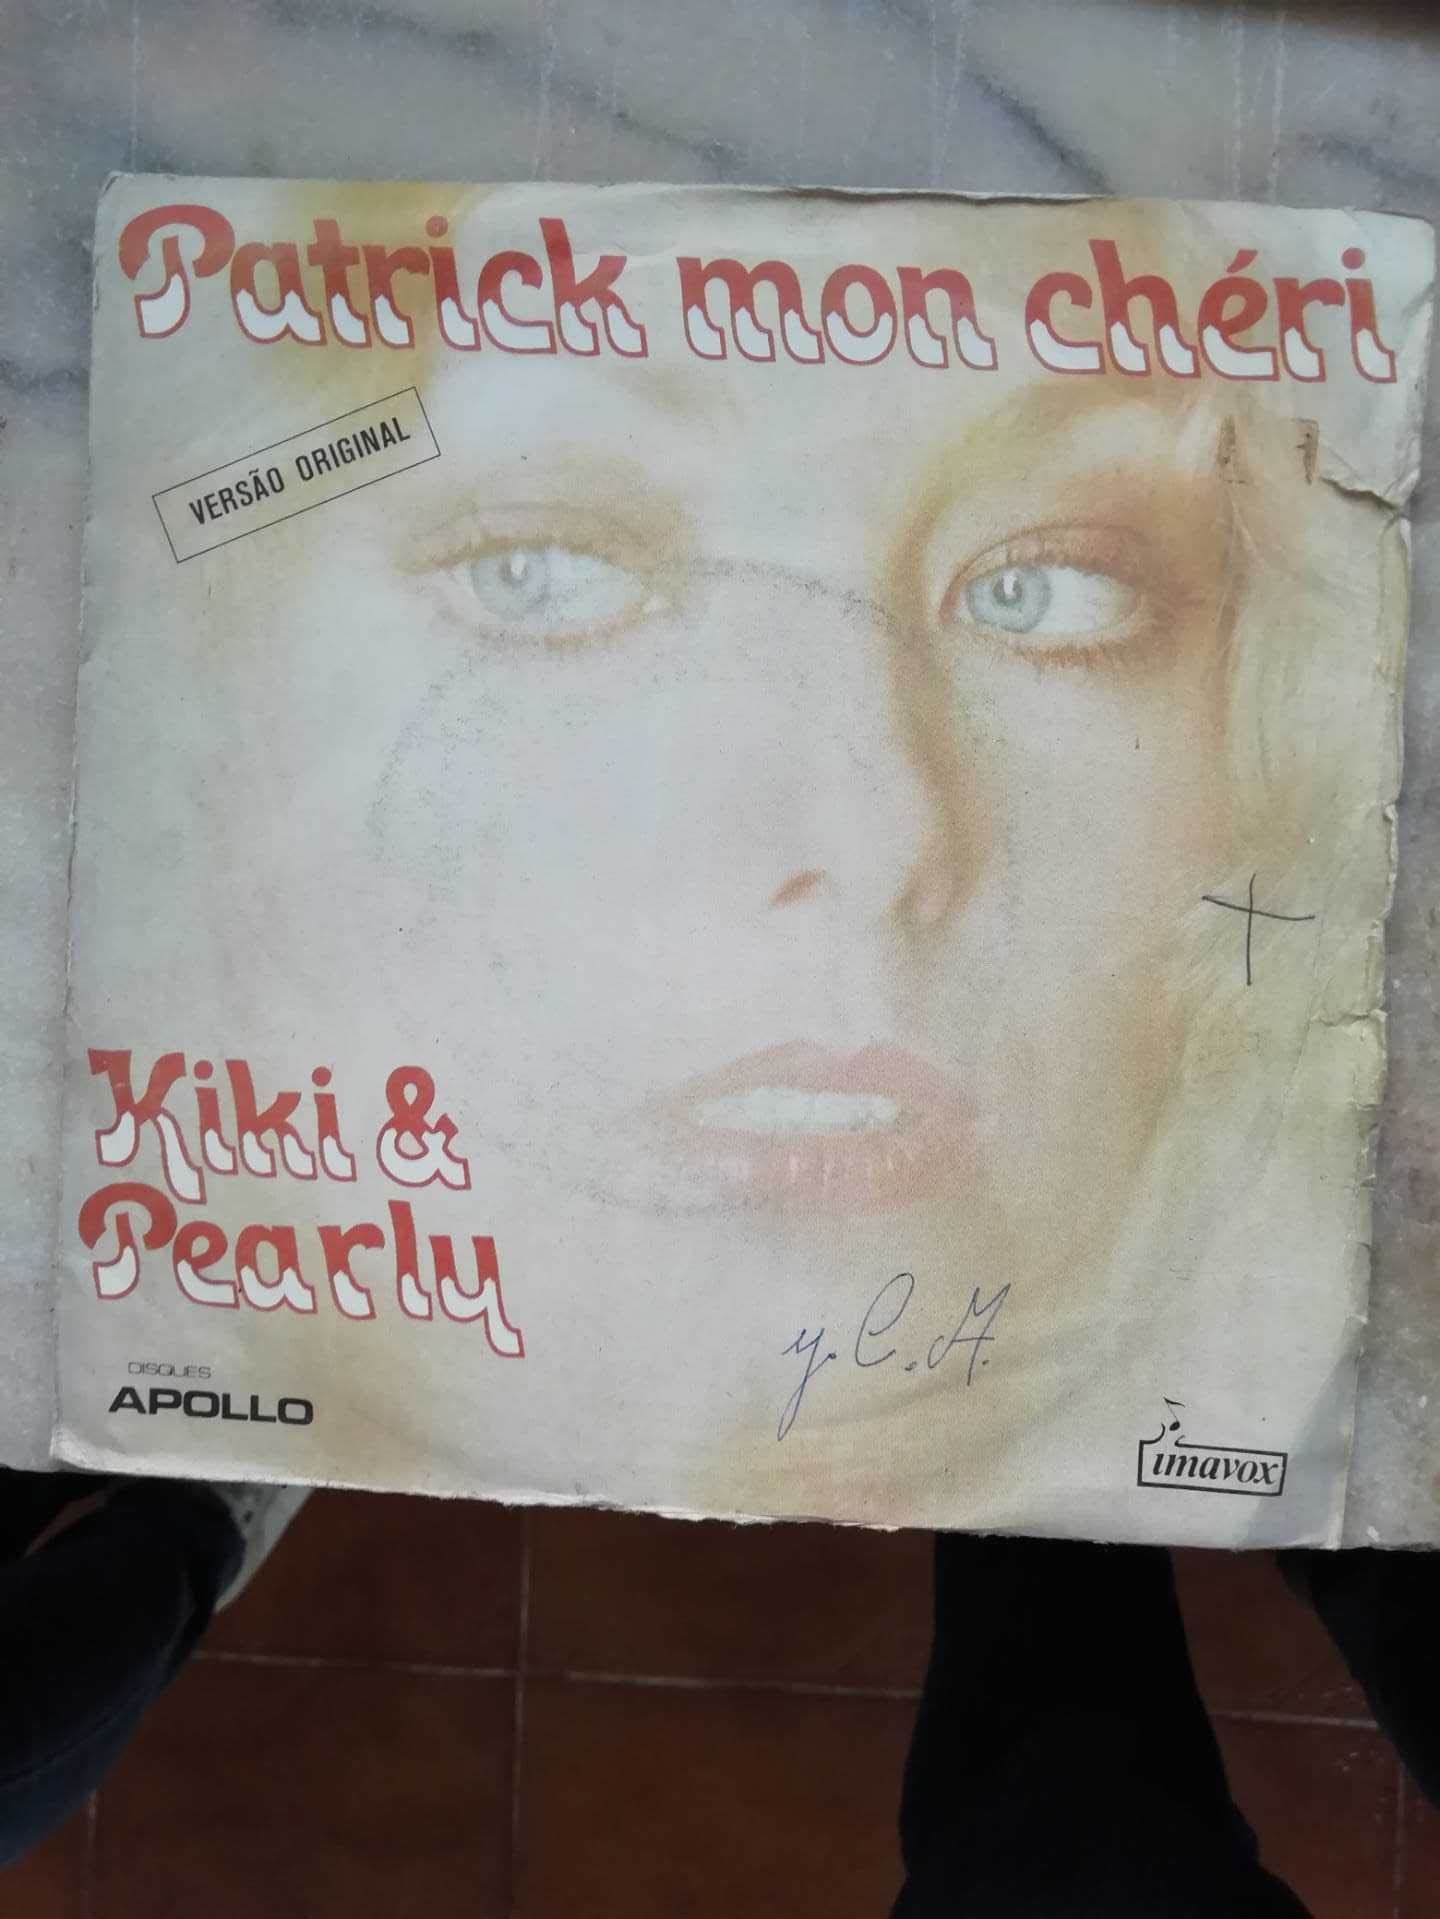 Patrick mon chéri
VERSÃO ORIGINAL
Kiki &
Pearly
DISQUES
APOLLO
imavox